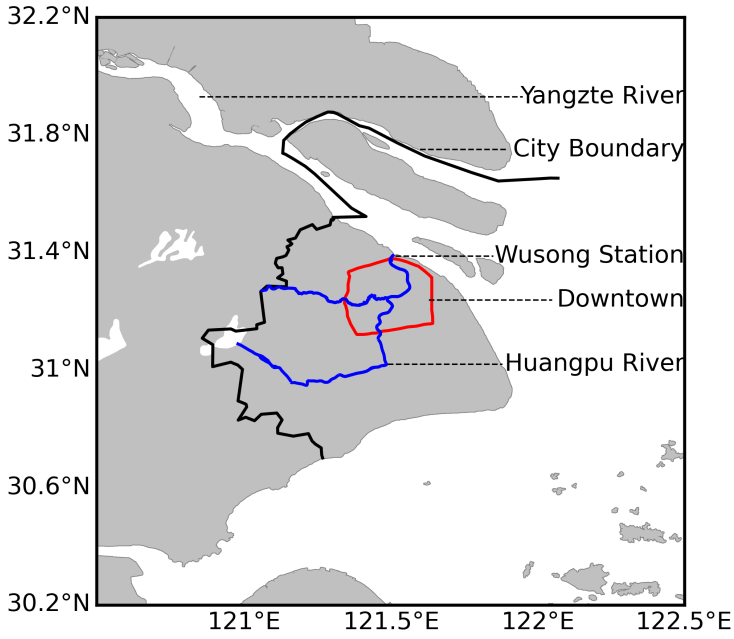 32.2°N
Yangzte River
31.8°N
City Boundary
31.4°N
Wusong Station
Downtown
31°N
Huangpu River
30.6°N
30.2°N
121°E 121.5°E 122°E 122.5°E